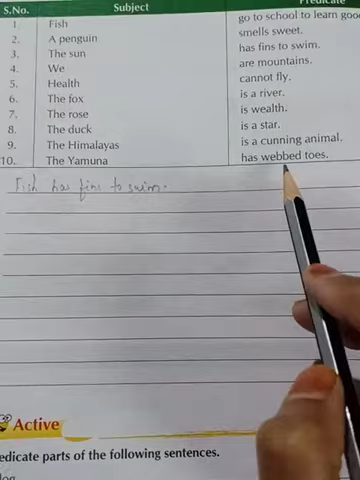 S.No. Subject Predicate
1. Fish go to school to learn good
2. A penguin smells sweet.
3. The sun has fins to swim.
4. We are mountains.
5. Health cannot fly.
6. The fox is a river.
7. The rose is wealth.
8. The duck is a star.
9. The Himalayas is a cunning animal.
10. The Yamuna has webbed toes.
Fish has fins to swim.
Active
edicate parts of the following sentences.